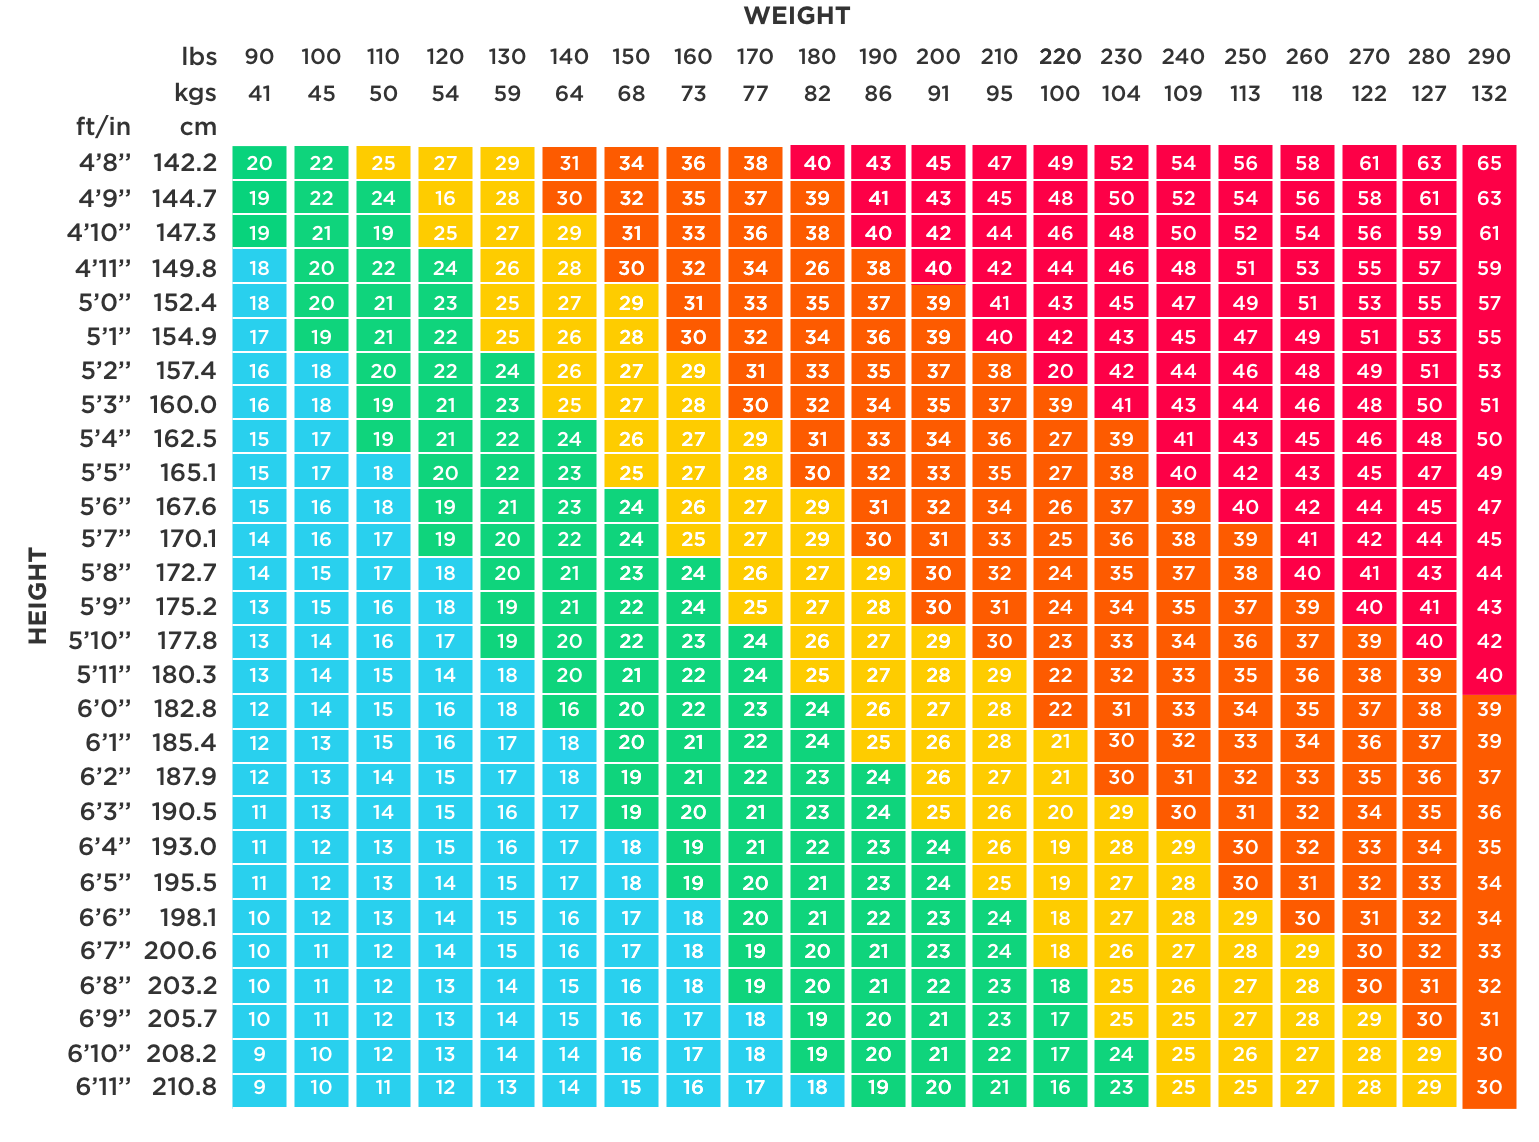 WEIGHT
lbs 90 100 110 120 130 140 150 160 170 180 190 200 210 220 230 240 250 260 270 280 290
kgs 41 45 50 54 59 64 68 73 77 82 86 91 95 100 104 109 113 118 122 127 132
ft/in cm
4’8’’ 142.2 20 22 25 27 29 31 34 36 38 40 43 45 47 49 52 54 56 58 61 63 65
4’9’’ 144.7 19 22 24 16 28 30 32 35 37 39 41 43 45 48 50 52 54 56 58 61 63
4’10’’ 147.3 19 21 19 25 27 29 31 33 36 38 40 42 44 46 48 50 52 54 56 59 61
4’11’’ 149.8 18 20 22 24 26 28 30 32 34 26 38 40 42 44 46 48 51 53 55 57 59
5’0’’ 152.4 18 20 21 23 25 27 29 31 33 35 37 39 41 43 45 47 49 51 53 55 57
5’1’’ 154.9 17 19 21 22 25 26 28 30 32 34 36 39 40 42 43 45 47 49 51 53 55
5’2’’ 157.4 16 18 20 22 24 26 27 29 31 33 35 37 38 20 42 44 46 48 49 51 53
5’3’’ 160.0 16 18 19 21 23 25 27 28 30 32 34 35 37 39 41 43 44 46 48 50 51
5’4’’ 162.5 15 17 19 21 22 24 26 27 29 31 33 34 36 27 39 41 43 45 46 48 50
5’5’’ 165.1 15 17 18 20 22 23 25 27 28 30 32 33 35 27 38 40 42 43 45 47 49
5’6’’ 167.6 15 16 18 19 21 23 24 26 27 29 31 32 34 26 37 39 40 42 44 45 47
5’7’’ 170.1 14 16 17 19 20 22 24 25 27 29 30 31 33 25 36 38 39 41 42 44 45
HEIGHT
5’8’’ 172.7 14 15 17 18 20 21 23 24 26 27 29 30 32 24 35 37 38 40 41 43 44
5’9’’ 175.2 13 15 16 18 19 21 22 24 25 27 28 30 31 24 34 35 37 39 40 41 43
5’10’’ 177.8 13 14 16 17 19 20 22 23 24 26 27 29 30 23 33 34 36 37 39 40 42
5’11’’ 180.3 13 14 15 14 18 20 21 22 24 25 27 28 29 22 32 33 35 36 38 39 40
6’0’’ 182.8 12 14 15 16 18 16 20 22 23 24 26 27 28 22 31 33 34 35 37 38 39
6’1’’ 185.4 12 13 15 16 17 18 20 21 22 24 25 26 28 21 30 32 33 34 36 37 39
6’2’’ 187.9 12 13 14 15 17 18 19 21 22 23 24 26 27 21 30 31 32 33 35 36 37
6’3’’ 190.5 11 13 14 15 16 17 19 20 21 23 24 25 26 20 29 30 31 32 34 35 36
6’4’’ 193.0 11 12 13 15 16 17 18 19 21 22 23 24 26 19 28 29 30 32 33 34 35
6’5’’ 195.5 11 12 13 14 15 17 18 19 20 21 23 24 25 19 27 28 30 31 32 33 34
6’6’’ 198.1 10 12 13 14 15 16 17 18 20 21 22 23 24 18 27 28 29 30 31 32 34
6’7’’ 200.6 10 11 12 14 15 16 17 18 19 20 21 23 24 18 26 27 28 29 30 32 33
6’8’’ 203.2 10 11 12 13 14 15 16 18 19 20 21 22 23 18 25 26 27 28 30 31 32
6’9’’ 205.7 10 11 12 13 14 15 16 17 18 19 20 21 23 17 25 25 27 28 29 30 31
6’10’’ 208.2 9 10 12 13 14 14 16 17 18 19 20 21 22 17 24 25 26 27 28 29 30
6’11’’ 210.8 9 10 11 12 13 14 15 16 17 18 19 20 21 16 23 25 25 27 28 29 30